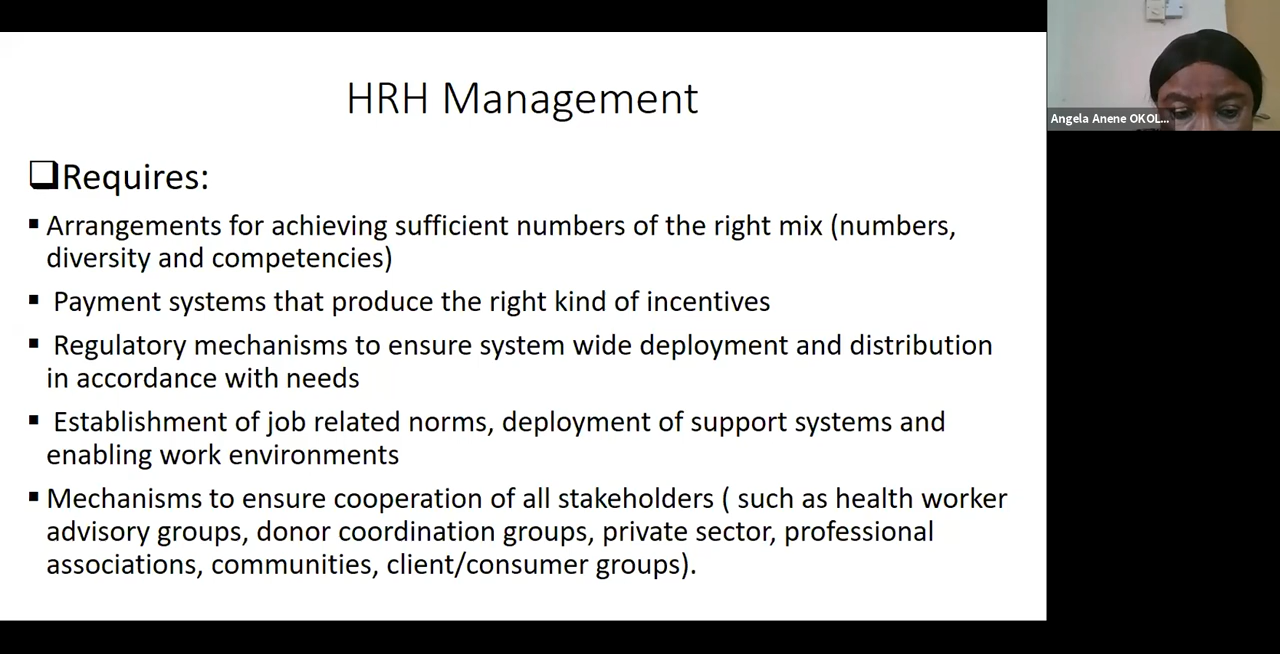 HRH Management
Requires:
Arrangements for achieving sufficient numbers of the right mix (numbers,
diversity and competencies)
Payment systems that produce the right kind of incentives
Regulatory mechanisms to ensure system wide deployment and distribution
in accordance with needs
Establishment of job related norms, deployment of support systems and
enabling work environments
Mechanisms to ensure cooperation of all stakeholders ( such as health worker
advisory groups, donor coordination groups, private sector, professional
associations, communities, client/consumer groups).
Angela Anene OKOL...